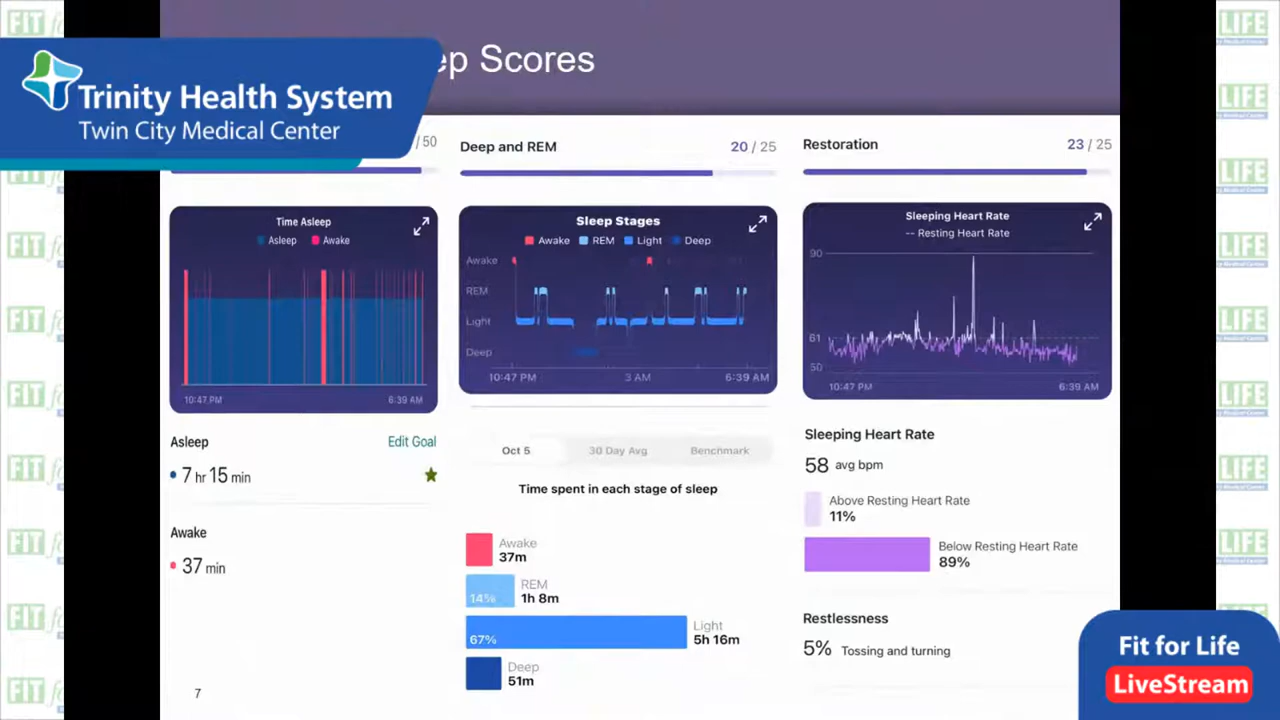 ep Scores
Trinity Health System
Twin City Medical Center
/ 50
Time Asleep
Asleep
Awake
10:47 PM
6:39 AM
Asleep
Edit Goal
7 hr 15 min
Awake
37 min
7
Deep and REM
20 / 25
Sleep Stages
Awake
REM
Light
Deep
Awake
REM
Light
Deep
10:47 PM
3 AM
6:39 AM
Oct 5
30 Day Avg
Benchmark
Time spent in each stage of sleep
Awake
37m
14%
REM
1h 8m
67%
Light
5h 16m
Deep
51m
Restoration
23 / 25
Sleeping Heart Rate
-- Resting Heart Rate
90
61
50
10:47 PM
6:39 AM
Sleeping Heart Rate
58 avg bpm
Above Resting Heart Rate
11%
Below Resting Heart Rate
89%
Restlessness
5% Tossing and turning
Fit for Life
LiveStream